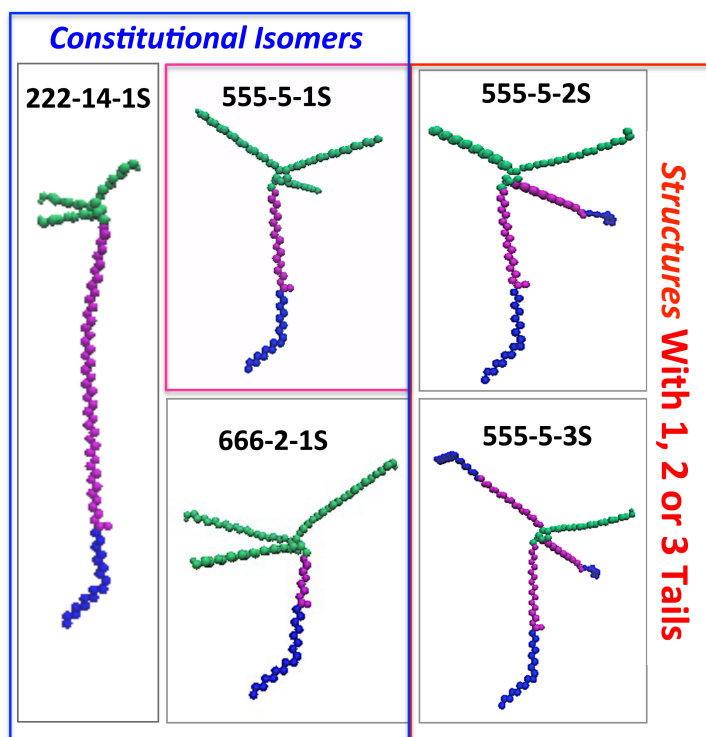 Constitutional Isomers
222-14-1S
555-5-1S
555-5-2S
666-2-1S
555-5-3S
Structures With 1, 2 or 3 Tails